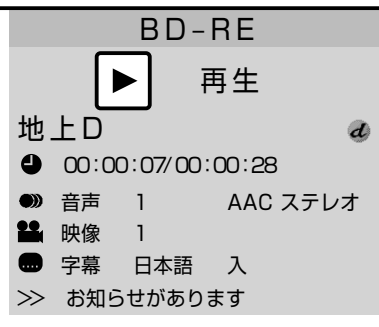 BD-RE
再生
地上D d
00:00:07/00:00:28
音声 1 AAC ステレオ
映像 1
字幕 日本語 入
>> お知らせがあります